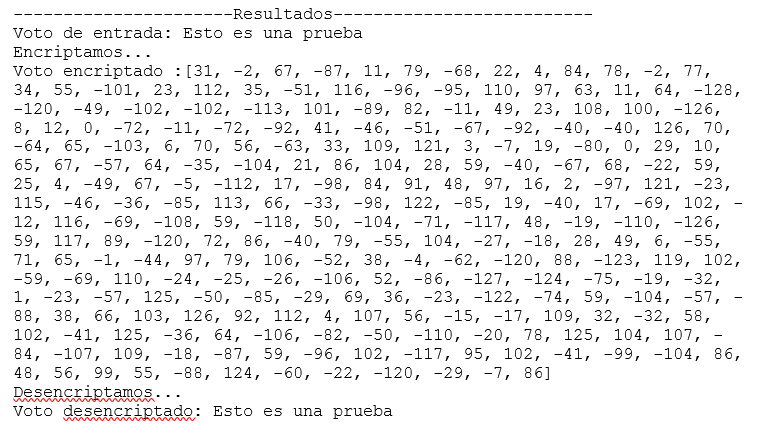 ----------------------Resultados--------------------------
Voto de entrada: Esto es una prueba
Encriptamos...
Voto encriptado :[31, -2, 67, -87, 11, 79, -68, 22, 4, 84, 78, -2, 77,
34, 55, -101, 23, 112, 35, -51, 116, -96, -95, 110, 97, 63, 11, 64, -128,
-120, -49, -102, -102, -113, 101, -89, 82, -11, 49, 23, 108, 100, -126,
8, 12, 0, -72, -11, -72, -92, 41, -46, -51, -67, -92, -40, -40, 126, 70,
-64, 65, -103, 6, 70, 56, -63, 33, 109, 121, 3, -7, 19, -80, 0, 29, 10,
65, 67, -57, 64, -35, -104, 21, 86, 104, 28, 59, -40, -67, 68, -22, 59,
25, 4, -49, 67, -5, -112, 17, -98, 84, 91, 48, 97, 16, 2, -97, 121, -23,
115, -46, -36, -85, 113, 66, -33, -98, 122, -85, 19, -40, 17, -69, 102, -
12, 116, -69, -108, 59, -118, 50, -104, -71, -117, 48, -19, -110, -126,
59, 117, 89, -120, 72, 86, -40, 79, -55, 104, -27, -18, 28, 49, 6, -55,
71, 65, -1, -44, 97, 79, 106, -52, 38, -4, -62, -120, 88, -123, 119, 102,
-59, -69, 110, -24, -25, -26, -106, 52, -86, -127, -124, -75, -19, -32,
1, -23, -57, 125, -50, -85, -29, 69, 36, -23, -122, -74, 59, -104, -57, -
88, 38, 66, 103, 126, 92, 112, 4, 107, 56, -15, -17, 109, 32, -32, 58,
102, -41, 125, -36, 64, -106, -82, -50, -110, -20, 78, 125, 104, 107, -
84, -107, 109, -18, -87, 59, -96, 102, -117, 95, 102, -41, -99, -104, 86,
48, 56, 99, 55, -88, 124, -60, -22, -120, -29, -7, 86]
Desencriptamos...
Voto desencriptado: Esto es una prueba